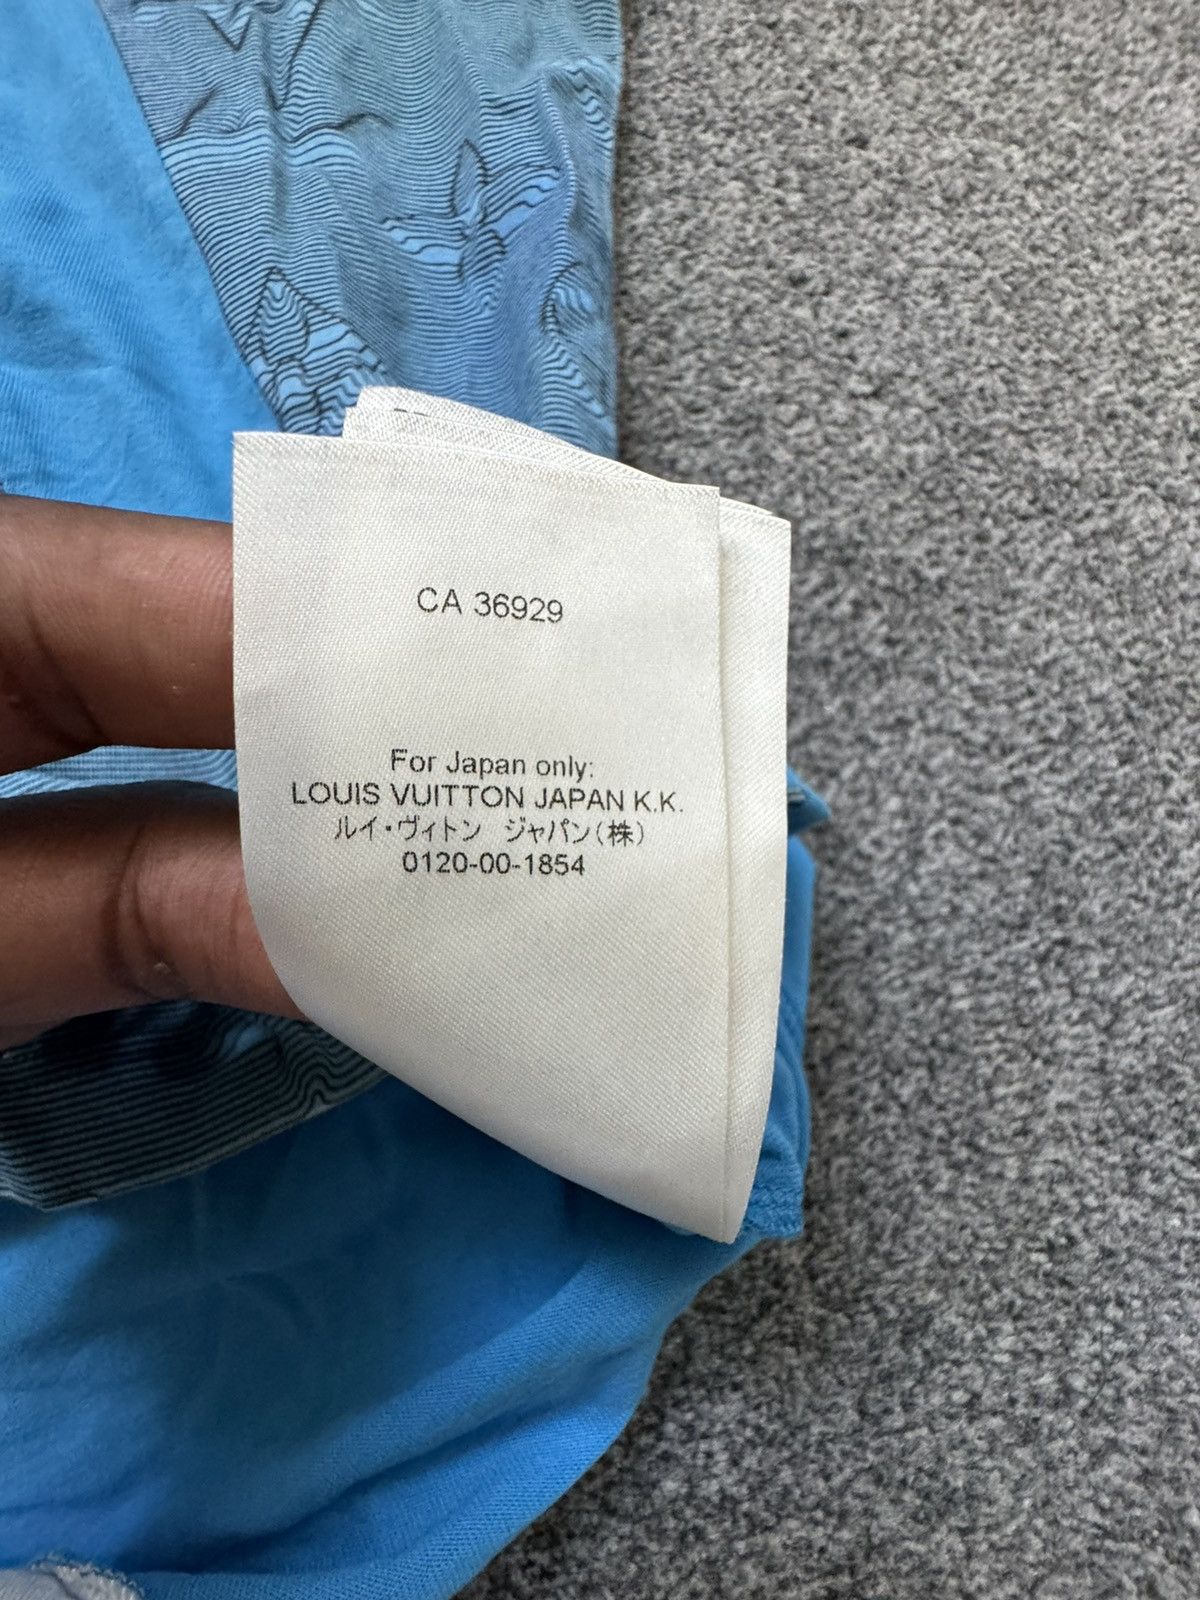 CA 36929
For Japan only:
LOUIS VUITTON JAPAN K.K.
ルイ・ヴィトン ジャパン(株)
0120-00-1854